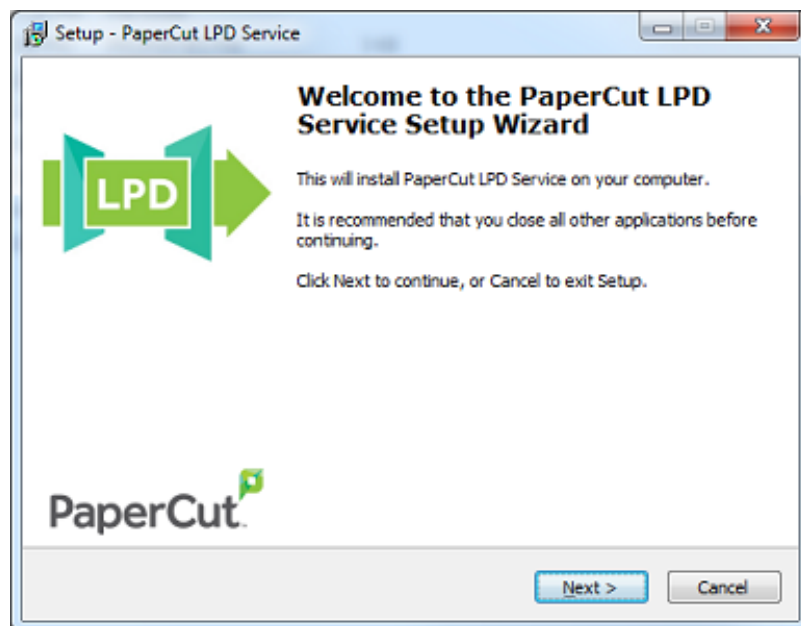 Setup - PaperCut LPD Service
Welcome to the PaperCut LPD
Service Setup Wizard
LPD
This will install PaperCut LPD Service on your computer.
It is recommended that you close all other applications before
continuing.
Click Next to continue, or Cancel to exit Setup.
PaperCut
Next >
Cancel